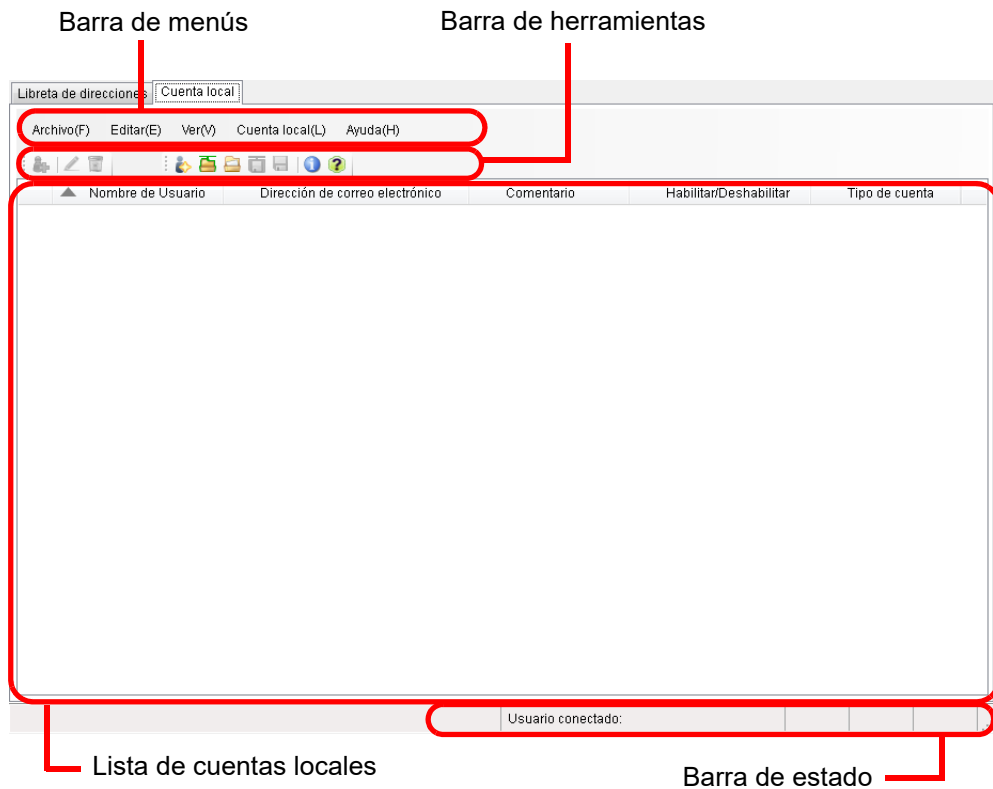 Barra de menús
Barra de herramientas
Libreta de direcciones
Cuenta local
Archivo(F) Editar(E) Ver(V) Cuenta local(L) Ayuda(H)
Nombre de Usuario Dirección de correo electrónico Comentario Habilitar/Deshabilitar Tipo de cuenta
Usuario conectado:
Lista de cuentas locales
Barra de estado